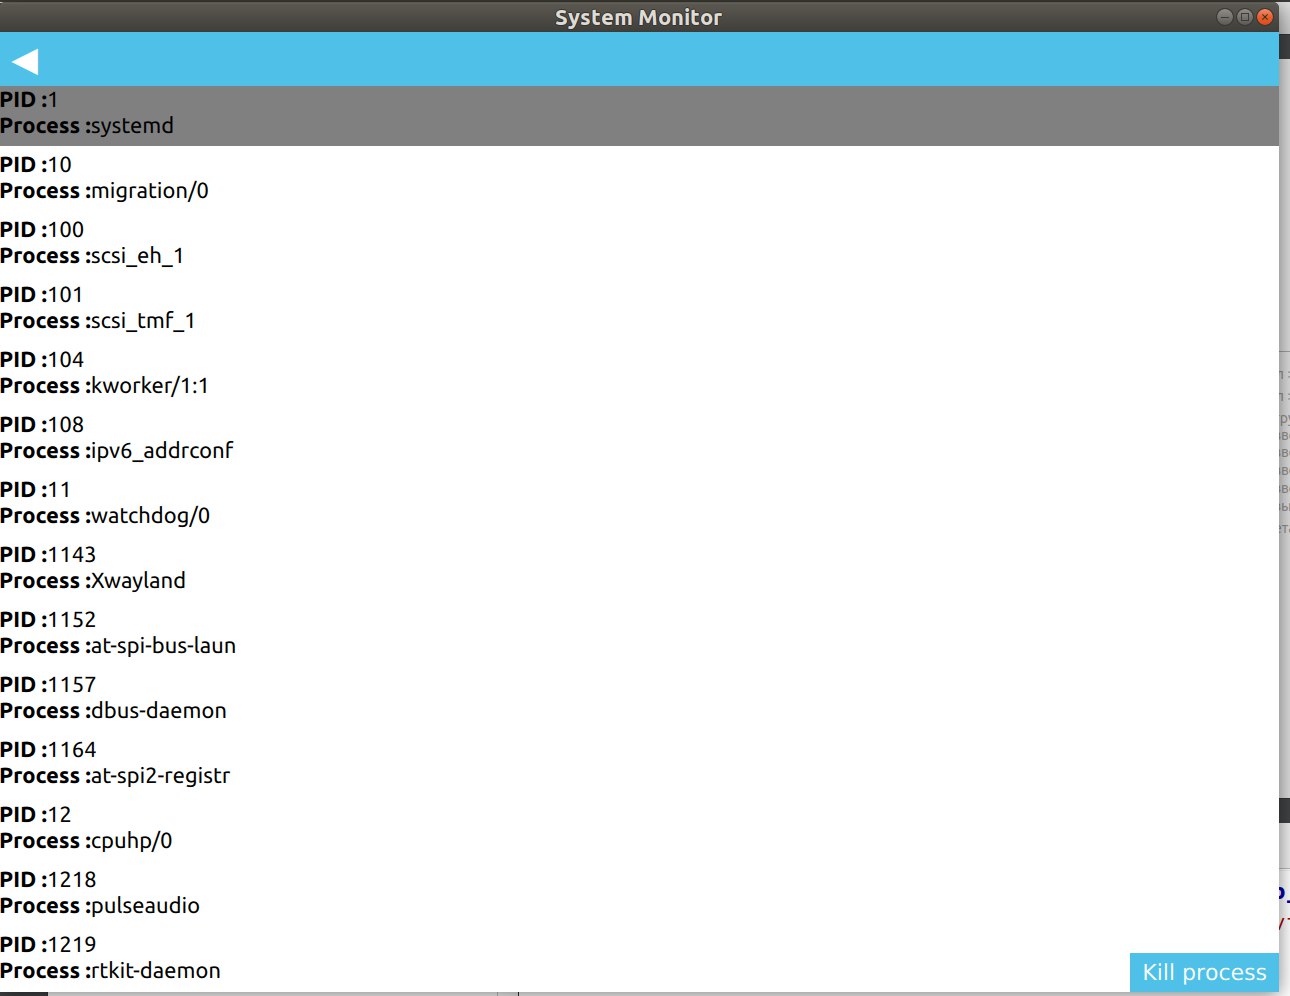 System Monitor
PID :1
Process :systemd
PID :10
Process :migration/0
PID :100
Process :scsi_eh_1
PID :101
Process :scsi_tmf_1
PID :104
Process :kworker/1:1
PID :108
Process :ipv6_addrconf
PID :11
Process :watchdog/0
PID :1143
Process :Xwayland
PID :1152
Process :at-spi-bus-laun
PID :1157
Process :dbus-daemon
PID :1164
Process :at-spi2-registr
PID :12
Process :cpuhp/0
PID :1218
Process :pulseaudio
PID :1219
Process :rtkit-daemon
Kill process